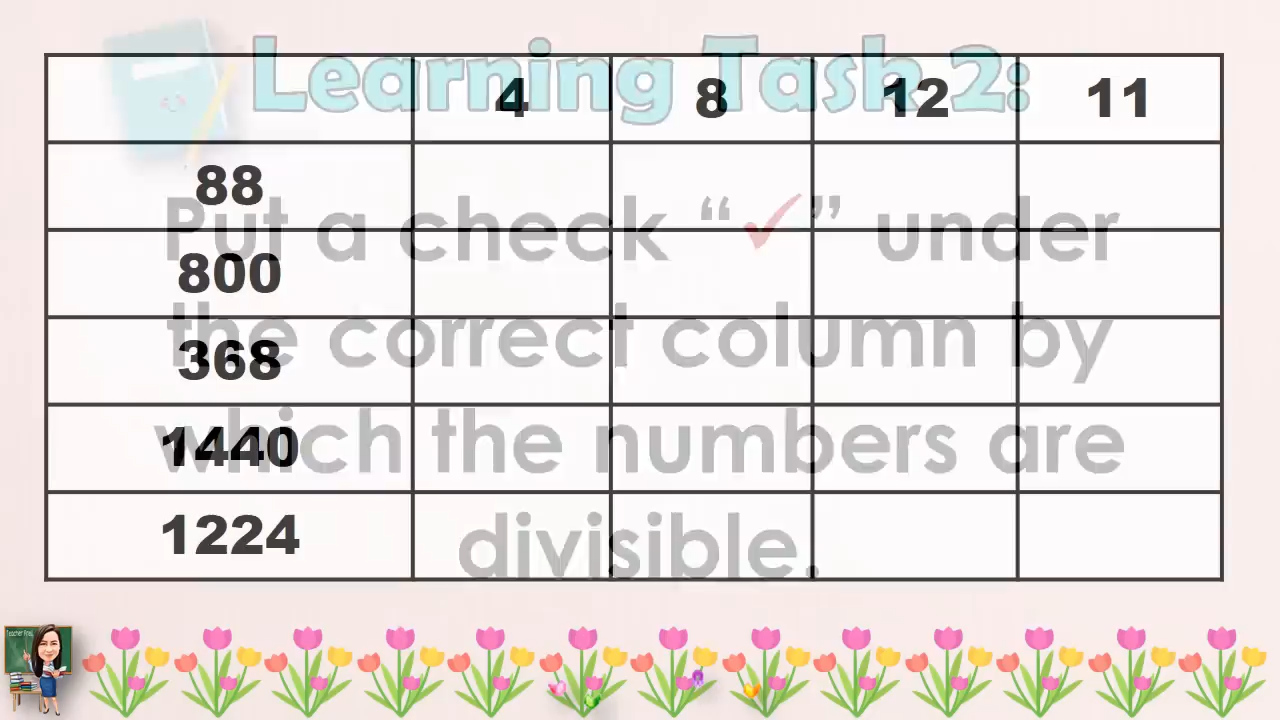 Learning Task 2:
Put a check “✓” under
the correct column by
which the numbers are
divisible.
4 8 12 11
88
800
368
1440
1224